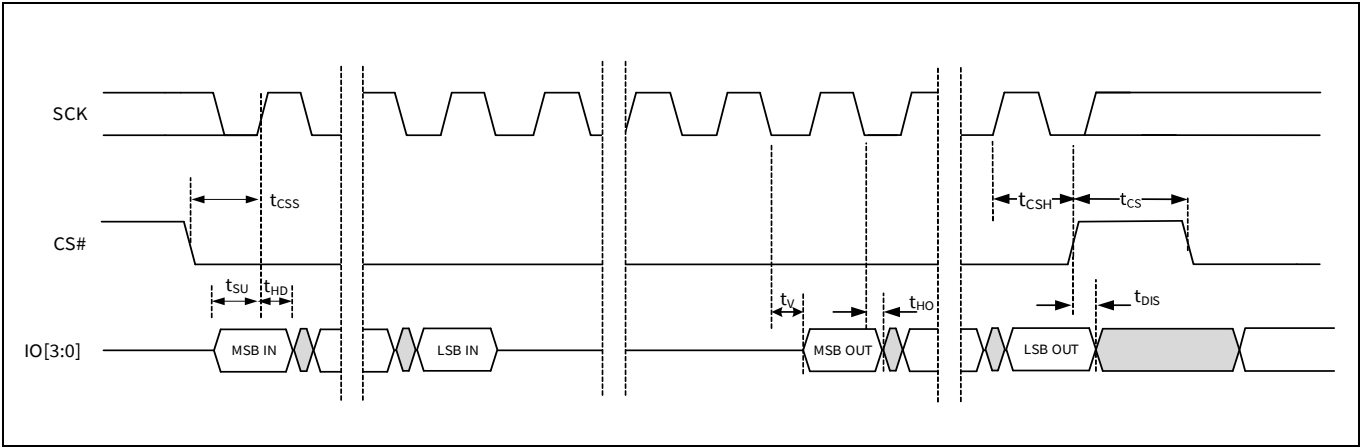 SCK
tCSS
tCSH
tCS
CS#
tSU
tHD
tV
tHO
tDIS
IO[3:0]
MSB IN
LSB IN
MSB OUT
LSB OUT